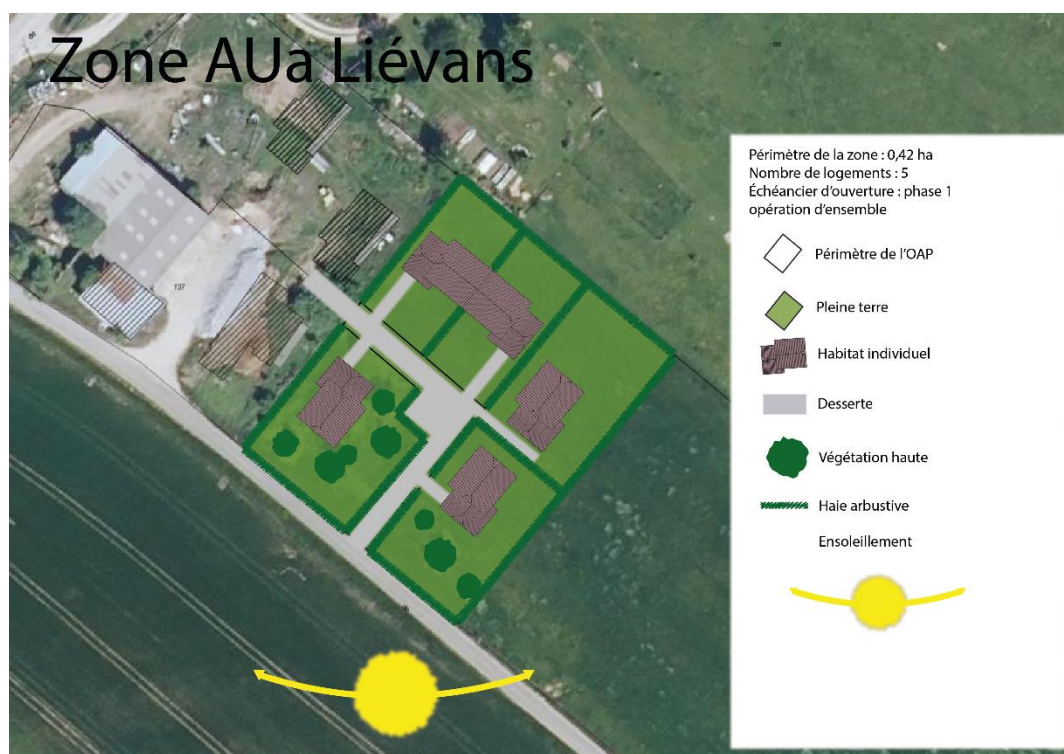 Zone AUa Liévans
Périmètre de la zone : 0,42 ha
Nombre de logements : 5
Échéancier d'ouverture : phase 1
opération d'ensemble
Périmètre de l'OAP
Pleine terre
Habitat individuel
Desserte
Végétation haute
Haie arbustive
Ensoleillement
107